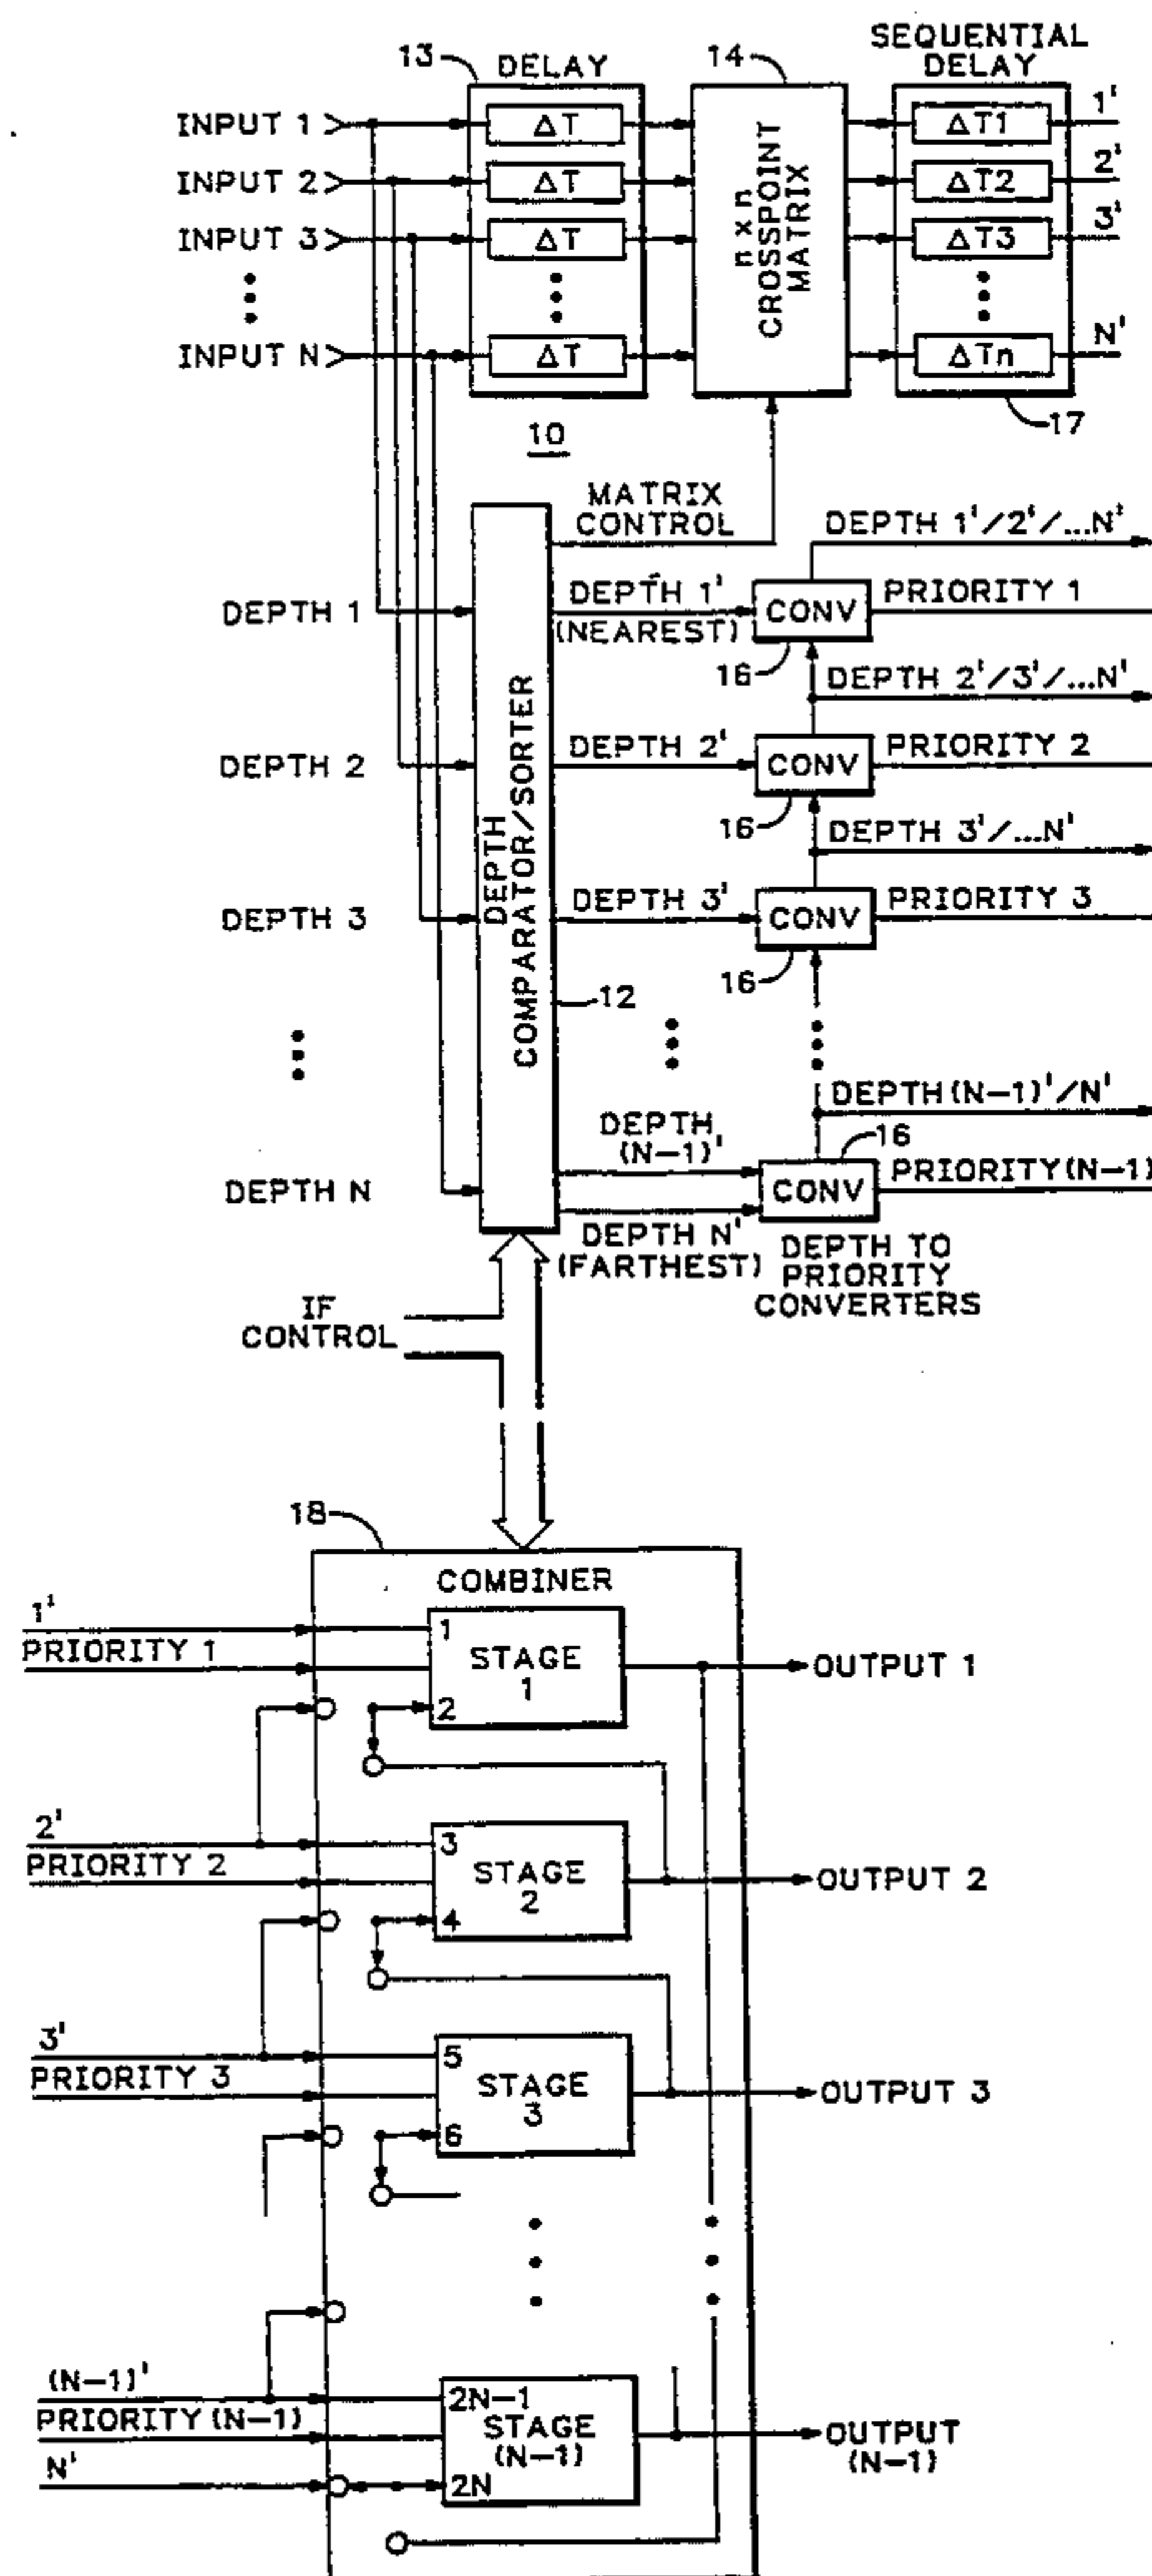 SEQUENTIAL
13 DELAY 14 DELAY
INPUT 1 ΔT ΔT1 1'
INPUT 2 ΔT ΔT2 2'
INPUT 3 ΔT ΔT3 3'
n x n
CROSSPOINT
MATRIX
INPUT N ΔT ΔTn N'
10 17
MATRIX
CONTROL
DEPTH 1'/2'/...N'
DEPTH 1 DEPTH 1' CONV PRIORITY 1
(NEAREST)
16
DEPTH 2'/3'/...N'
DEPTH 2 DEPTH 2' CONV PRIORITY 2
16
DEPTH 3'/...N'
DEPTH
COMPARATOR/SORTER
DEPTH 3 DEPTH 3' CONV PRIORITY 3
16
12
DEPTH(N-1)'/N'
DEPTH
(N-1)'
16
DEPTH N CONV PRIORITY(N-1)
DEPTH N'
(FARTHEST)
DEPTH TO
PRIORITY
CONVERTERS
IF
CONTROL
18
COMBINER
1' 1
PRIORITY 1 STAGE
1 OUTPUT 1
2
2' 3
PRIORITY 2 STAGE
2 OUTPUT 2
4
3' 5
PRIORITY 3 STAGE
3 OUTPUT 3
6
(N-1)' 2N-1
PRIORITY(N-1) STAGE
(N-1) OUTPUT
(N-1)
N' 2N